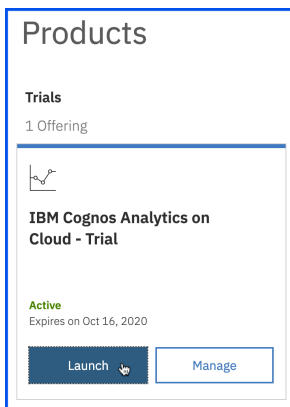 Products
Trials
1 Offering
IBM Cognos Analytics on
Cloud - Trial
Active
Expires on Oct 16, 2020
Launch
Manage